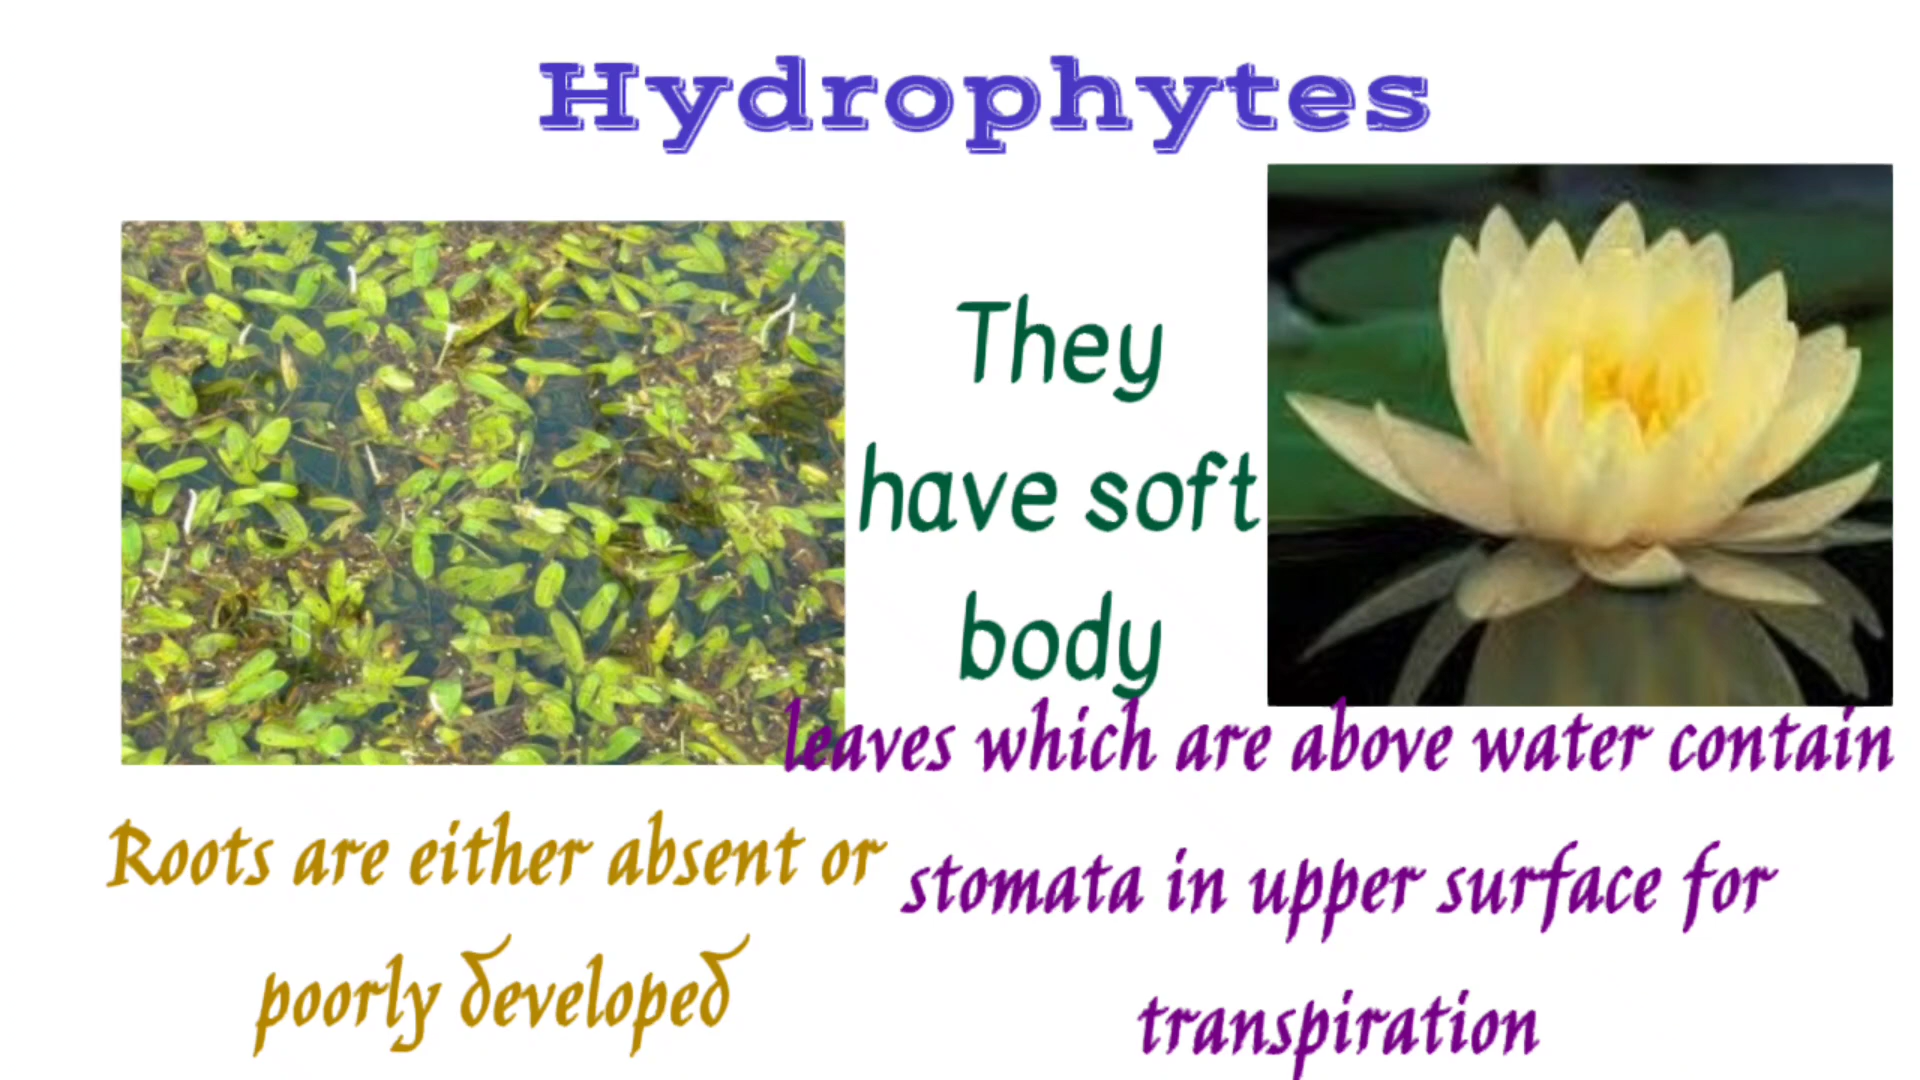 Hydrophytes
They
have soft
body
leaves which are above water contain
stomata in upper surface for
transpiration
Roots are either absent or
poorly developed